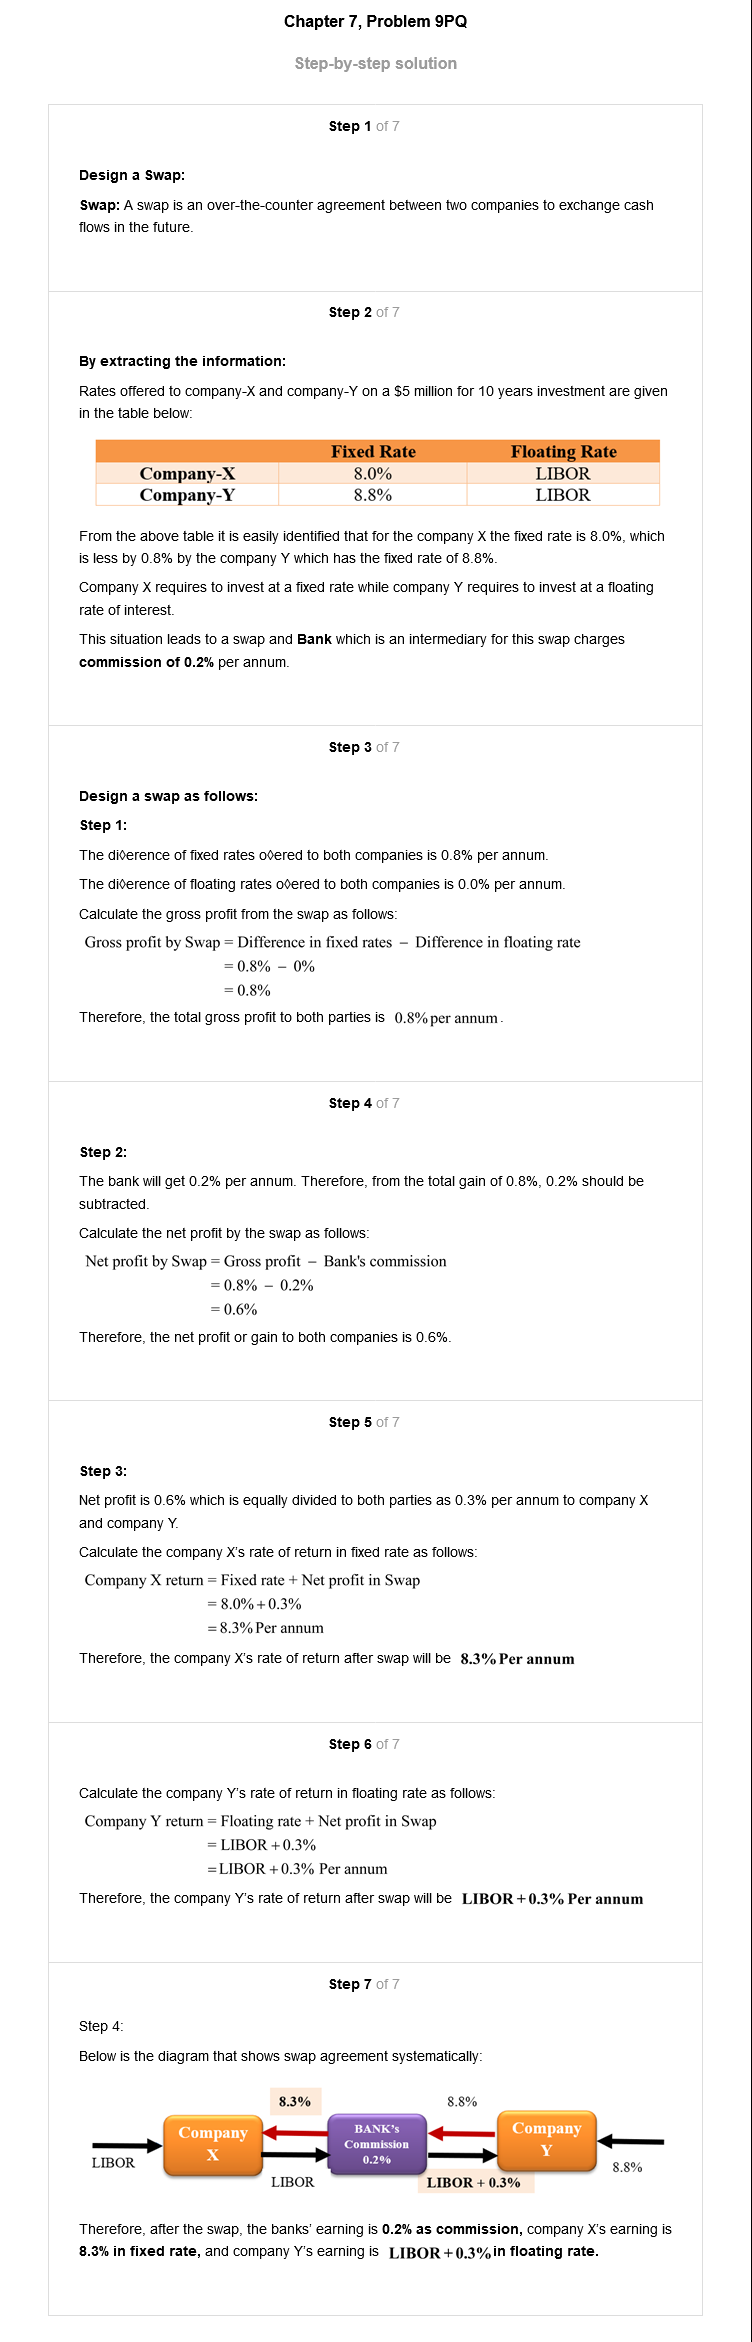 Chapter 7, Problem 9PQ
Step-by-step solution
Step 1 of 7
Design a Swap:
Swap: A swap is an over-the-counter agreement between two companies to exchange cash
flows in the future.
Step 2 of 7
By extracting the information:
Rates offered to company-X and company-Y on a $5 million for 10 years investment are given
in the table below:
Fixed Rate Floating Rate
Company-X 8.0% LIBOR
Company-Y 8.8% LIBOR
From the above table it is easily identified that for the company X the fixed rate is 8.0%, which
is less by 0.8% by the company Y which has the fixed rate of 8.8%.
Company X requires to invest at a fixed rate while company Y requires to invest at a floating
rate of interest.
This situation leads to a swap and Bank which is an intermediary for this swap charges
commission of 0.2% per annum.
Step 3 of 7
Design a swap as follows:
Step 1:
The di◊erence of fixed rates o◊ered to both companies is 0.8% per annum.
The di◊erence of floating rates o◊ered to both companies is 0.0% per annum.
Calculate the gross profit from the swap as follows:
Gross profit by Swap = Difference in fixed rates − Difference in floating rate
= 0.8% − 0%
= 0.8%
Therefore, the total gross profit to both parties is 0.8% per annum.
Step 4 of 7
Step 2:
The bank will get 0.2% per annum. Therefore, from the total gain of 0.8%, 0.2% should be
subtracted.
Calculate the net profit by the swap as follows:
Net profit by Swap = Gross profit − Bank's commission
= 0.8% − 0.2%
= 0.6%
Therefore, the net profit or gain to both companies is 0.6%.
Step 5 of 7
Step 3:
Net profit is 0.6% which is equally divided to both parties as 0.3% per annum to company X
and company Y.
Calculate the company X's rate of return in fixed rate as follows:
Company X return = Fixed rate + Net profit in Swap
= 8.0% + 0.3%
= 8.3% Per annum
Therefore, the company X's rate of return after swap will be 8.3% Per annum
Step 6 of 7
Calculate the company Y's rate of return in floating rate as follows:
Company Y return = Floating rate + Net profit in Swap
= LIBOR + 0.3%
= LIBOR + 0.3% Per annum
Therefore, the company Y's rate of return after swap will be LIBOR + 0.3% Per annum
Step 7 of 7
Step 4:
Below is the diagram that shows swap agreement systematically:
8.3% 8.8%
Company X
BANK's Commission 0.2%
Company Y
LIBOR
LIBOR
LIBOR + 0.3%
8.8%
Therefore, after the swap, the banks' earning is 0.2% as commission, company X's earning is
8.3% in fixed rate, and company Y's earning is LIBOR + 0.3% in floating rate.